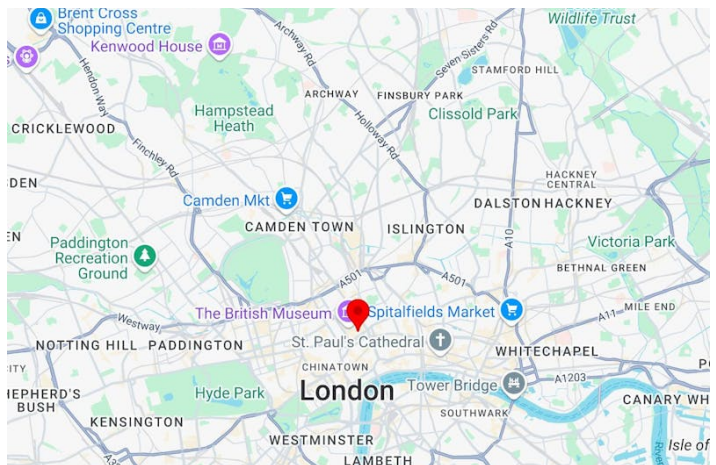 Brent Cross
Shopping Centre
Kenwood House
Wildlife Trust
Archway Rd
Seven Sisters Rd
STAMFORD HILL
Hendon Way
ARCHWAY
FINSBURY PARK
Hampstead
Heath
Clissold Park
CRICKLEWOOD
Finchley Rd
Holloway Rd
HACKNEY
CENTRAL
Camden Mkt
DALSTON
HACKNEY
CAMDEN TOWN
ISLINGTON
A10
Paddington
Recreation
Ground
Victoria Park
A501
A501
BETHNAL GREEN
The British Museum
Spitalfields Market
MILE END
A11
Westway
NOTTING HILL
PADDINGTON
St. Paul's Cathedral
WHITECHAPEL
CHINATOWN
Hyde Park
London
Tower Bridge
A1203
SHEPHERD'S
BUSH
CANARY WH
KENSINGTON
SOUTHWARK
WESTMINSTER
LAMBETH
Isle of